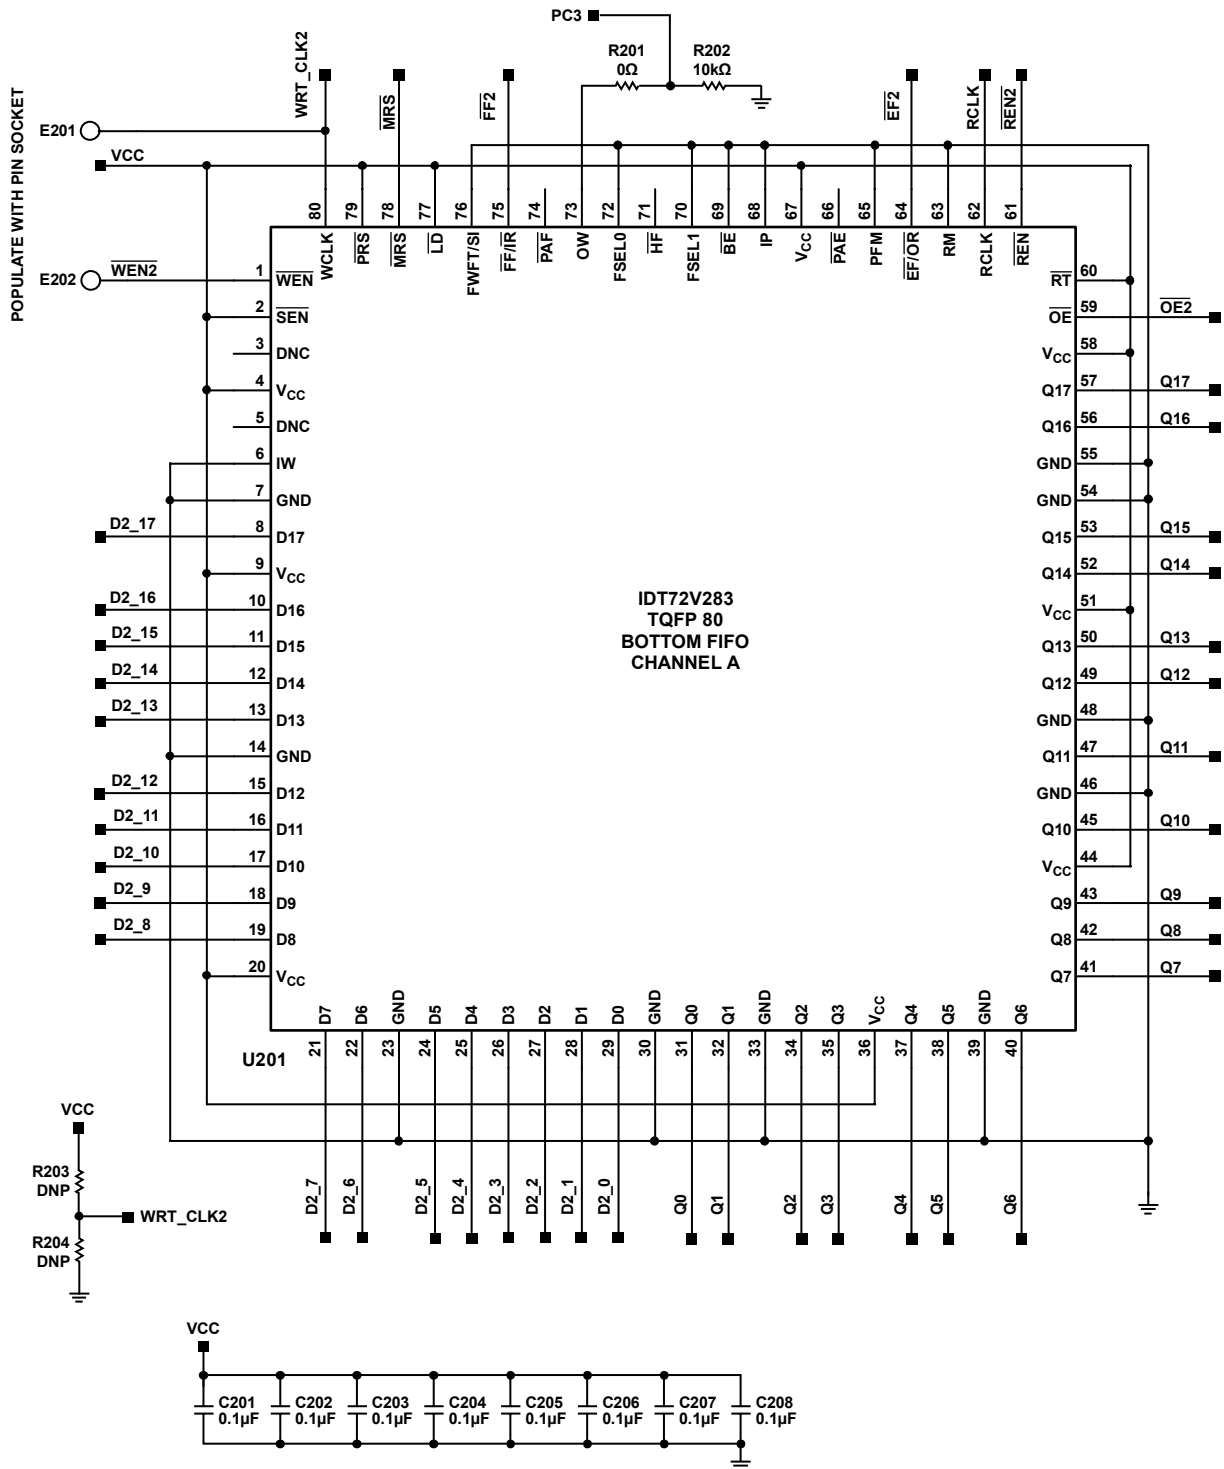 PC3
R201
0Ω
R202
10kΩ
WRT_CLK2
MRS
FF2
EF2
RCLK
REN2
POPULATE WITH PIN SOCKET
E201
VCC
E202
WEN2
80
79
78
77
76
75
74
73
72
71
70
69
68
67
66
65
64
63
62
61
WCLK
PRS
MRS
LD
FWFT/SI
FF/IR
PAF
OW
FSEL0
HF
FSEL1
BE
IP
VCC
PAE
PFM
EF/OR
RM
RCLK
REN
1 WEN
2 SEN
3 DNC
4 VCC
5 DNC
6 IW
7 GND
D2_17 8 D17
9 VCC
D2_16 10 D16
D2_15 11 D15
D2_14 12 D14
D2_13 13 D13
14 GND
D2_12 15 D12
D2_11 16 D11
D2_10 17 D10
D2_9 18 D9
D2_8 19 D8
20 VCC
IDT72V283
TQFP 80
BOTTOM FIFO
CHANNEL A
RT 60
OE 59 OE2
VCC 58
Q17 57 Q17
Q16 56 Q16
GND 55
GND 54
Q15 53 Q15
Q14 52 Q14
VCC 51
Q13 50 Q13
Q12 49 Q12
GND 48
Q11 47 Q11
GND 46
Q10 45 Q10
VCC 44
Q9 43 Q9
Q8 42 Q8
Q7 41 Q7
D7
D6
GND
D5
D4
D3
D2
D1
D0
GND
Q0
Q1
GND
Q2
Q3
VCC
Q4
Q5
GND
Q6
U201
21
22
23
24
25
26
27
28
29
30
31
32
33
34
35
36
37
38
39
40
D2_7
D2_6
D2_5
D2_4
D2_3
D2_2
D2_1
D2_0
Q0
Q1
Q2
Q3
Q4
Q5
Q6
VCC
R203
DNP
WRT_CLK2
R204
DNP
VCC
C201
0.1µF
C202
0.1µF
C203
0.1µF
C204
0.1µF
C205
0.1µF
C206
0.1µF
C207
0.1µF
C208
0.1µF